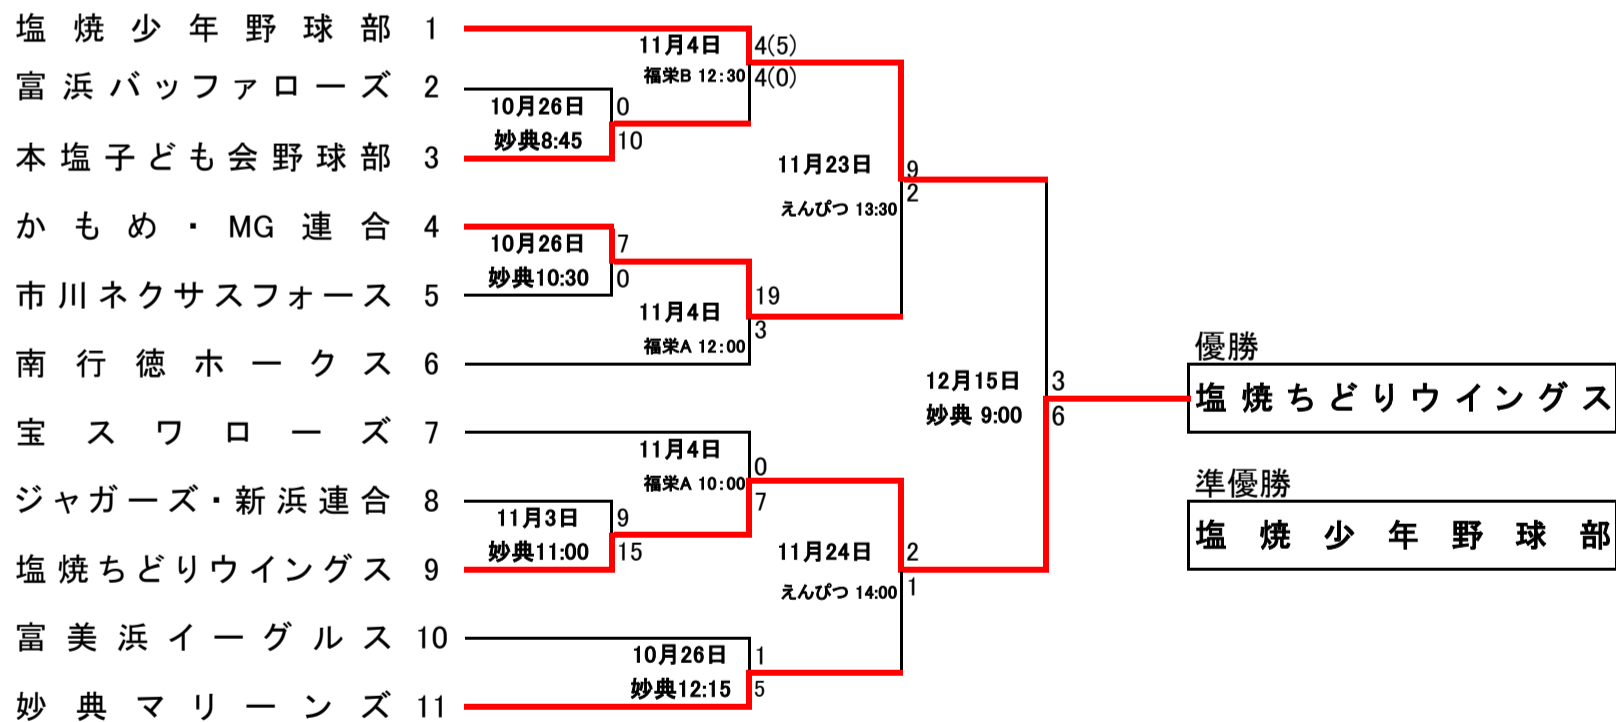 塩焼少年野球部 1
11月4日 4(5)
福栄B 12:30 4(0)
富浜バッファローズ 2
10月26日 0
妙典8:45 10
本塩子ども会野球部 3
11月23日 9
えんぴつ 13:30 2
かもめ・MG連合 4
10月26日 7
妙典10:30 0
市川ネクサスフォース 5
11月4日 19
福栄A 12:00 3
南行徳ホークス 6
12月15日 3
妙典 9:00 6
優勝
塩焼ちどりウイングス
宝スワローズ 7
11月4日 0
福栄A 10:00 7
ジャガーズ・新浜連合 8
11月3日 9
妙典11:00 15
塩焼ちどりウイングス 9
11月24日 2
えんぴつ 14:00 1
準優勝
塩焼少年野球部
富美浜イーグルス 10
10月26日 1
妙典12:15 5
妙典マリーンズ 11